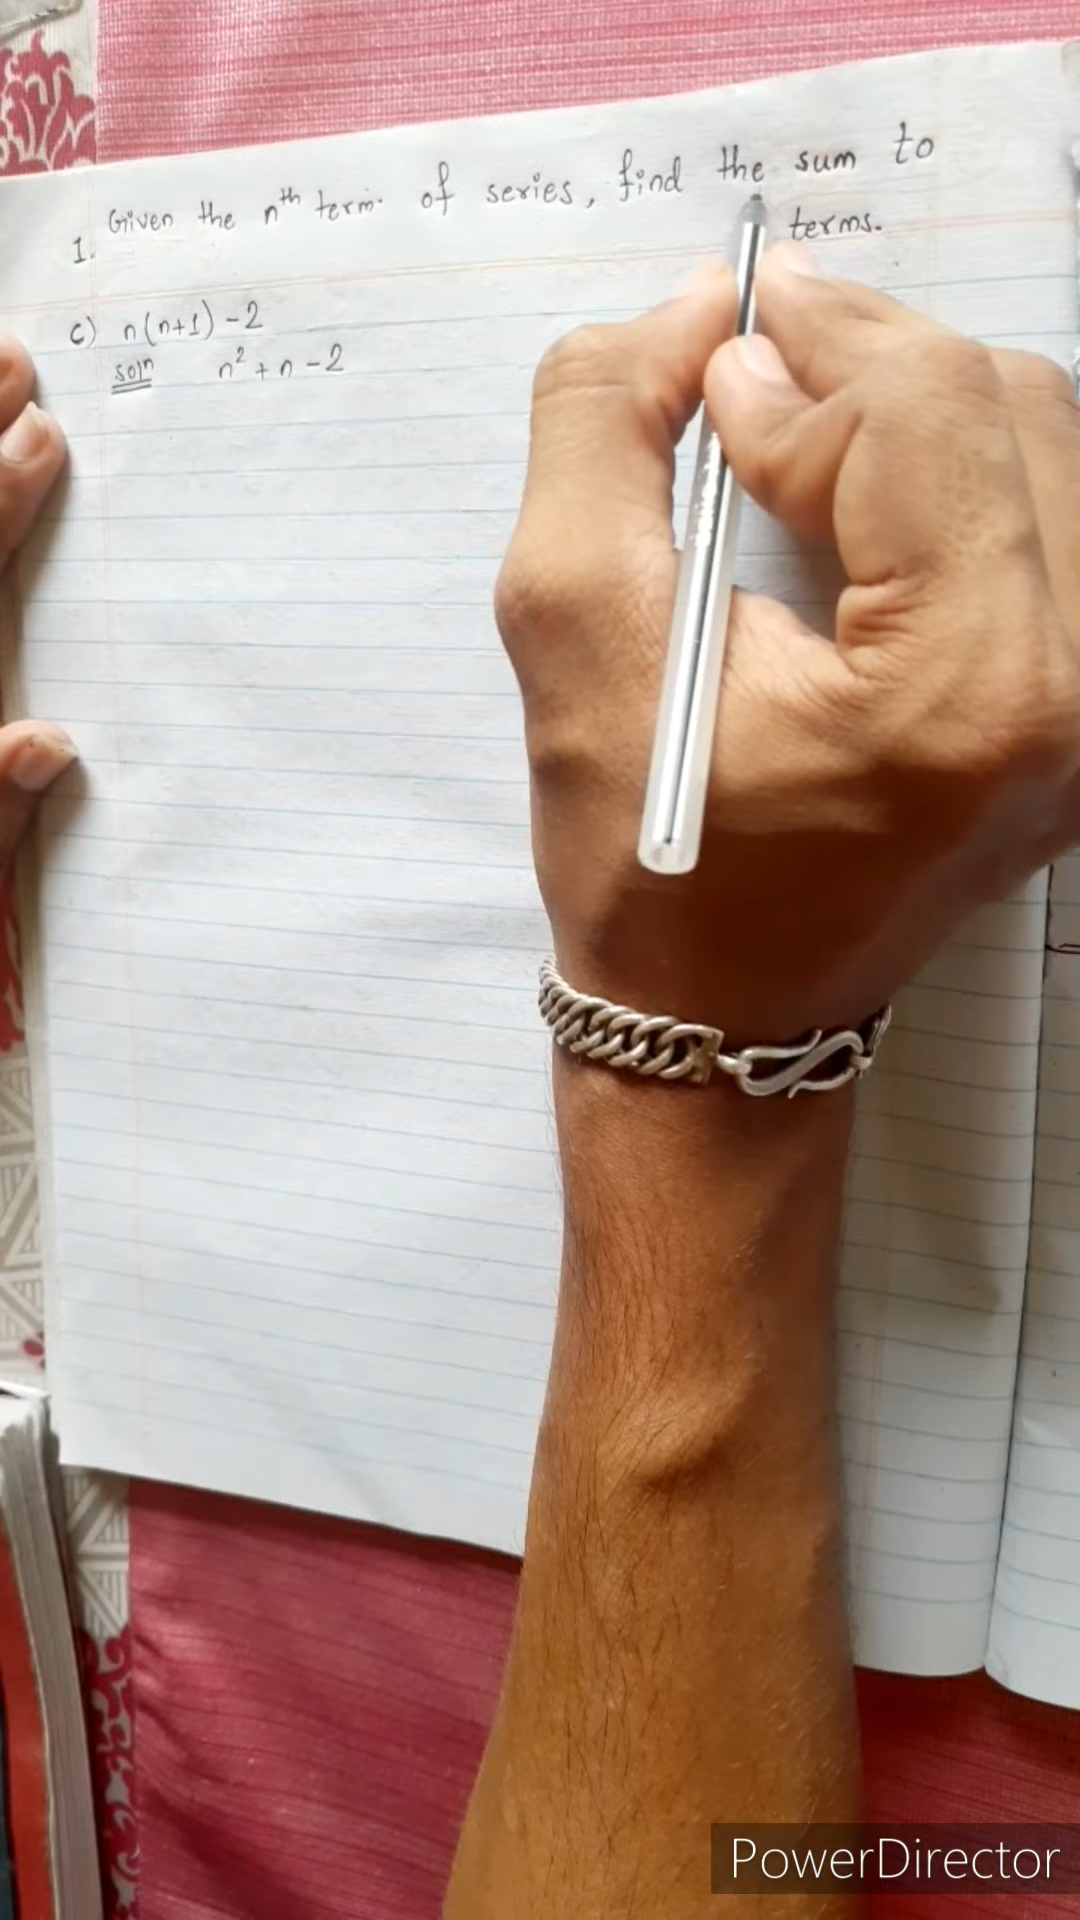 1. Given the nth term. of series, find the sum to
terms.
c) n(n+1) - 2
soln n² + n - 2
PowerDirector